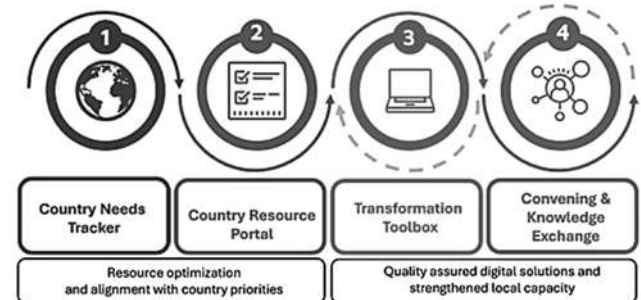 1
2
3
4
Country Needs
Tracker
Country Resource
Portal
Transformation
Toolbox
Convening &
Knowledge
Exchange
Resource optimization
and alignment with country priorities
Quality assured digital solutions and
strengthened local capacity